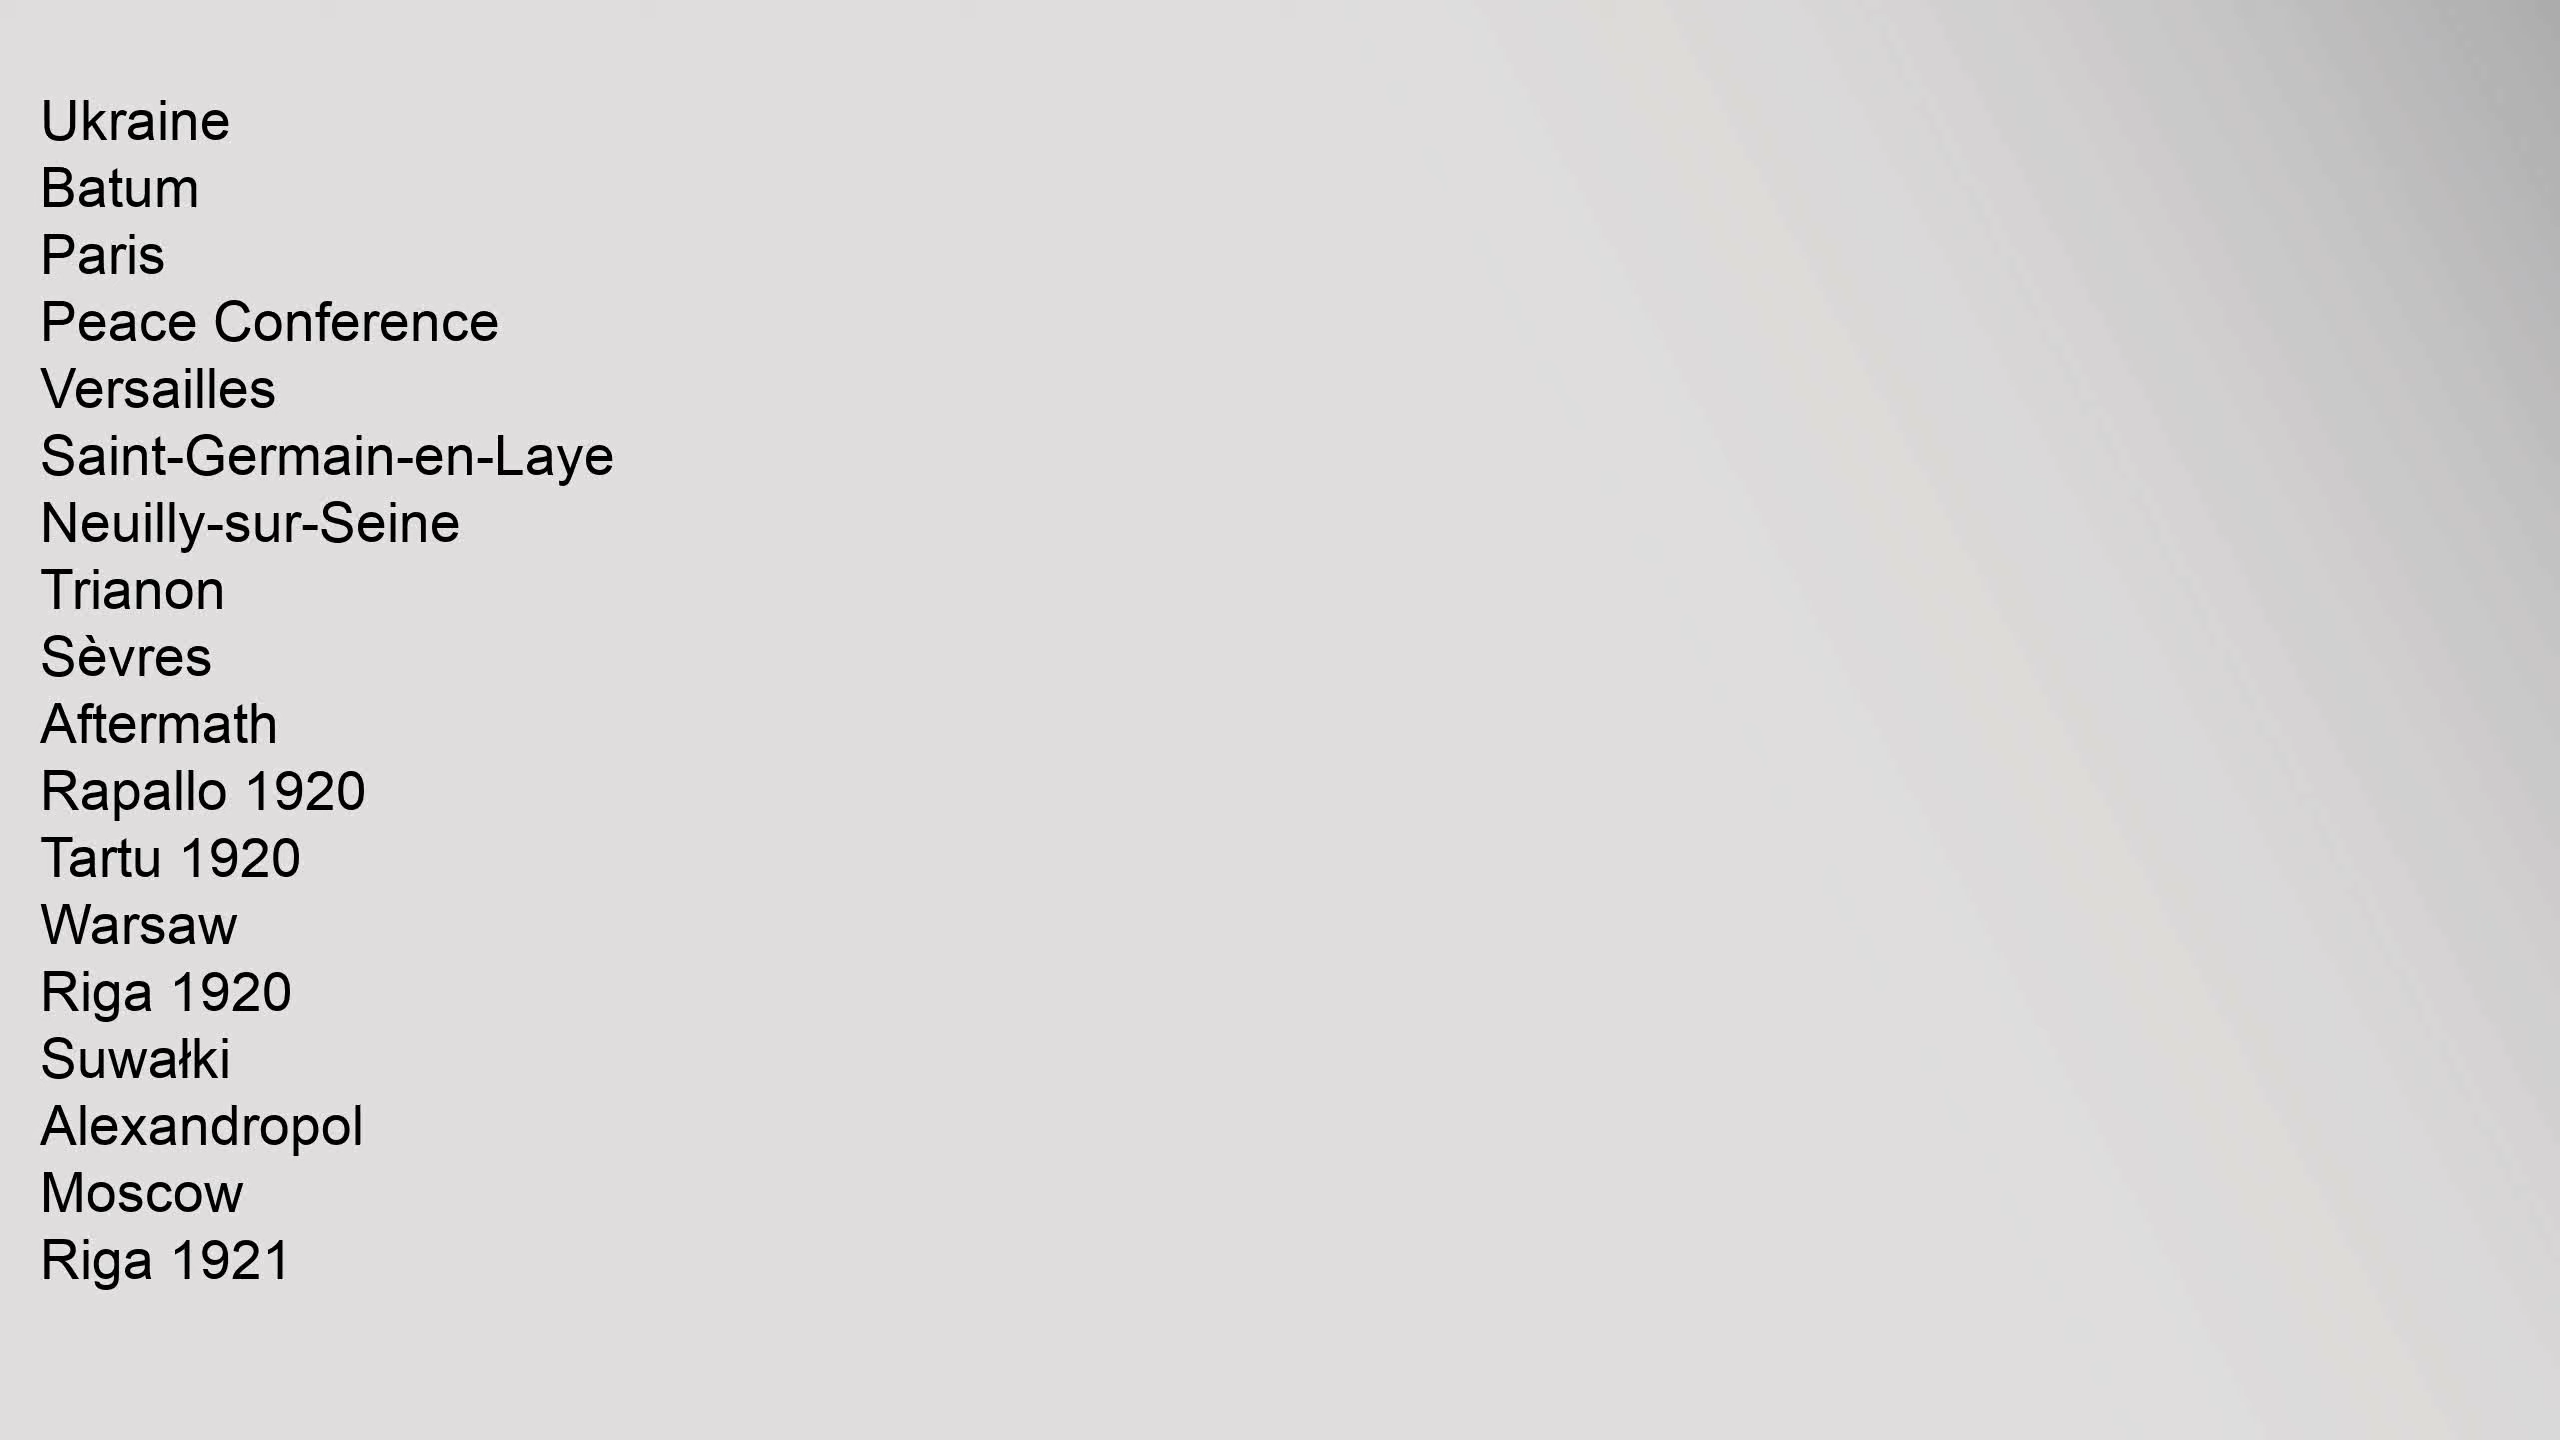 Ukraine
Batum
Paris
Peace Conference
Versailles
Saint-Germain-en-Laye
Neuilly-sur-Seine
Trianon
Sèvres
Aftermath
Rapallo 1920
Tartu 1920
Warsaw
Riga 1920
Suwałki
Alexandropol
Moscow
Riga 1921